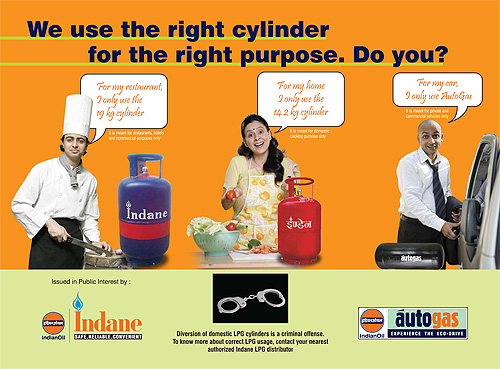 We use the right cylinder
for the right purpose. Do you?
For my restaurant,
I only use the
19 kg cylinder
It is meant for restaurants, hotels
and commercial purposes only
For my home
I only use the
14.2 kg cylinder
It is meant for domestic
cooking purpose only
For my car,
I only use AutoGas
It is meant for private and
commercial vehicles only
Indane
इण्डेन
autogas
Issued in Public Interest by :
इंडियनऑयल
IndianOil
Indane
SAFE. RELIABLE. CONVENIENT
Diversion of domestic LPG cylinders is a criminal offense.
To know more about correct LPG usage, contact your nearest
authorized Indane LPG distributor
इंडियनऑयल
IndianOil
autogas
EXPERIENCE THE ECO-DRIVE